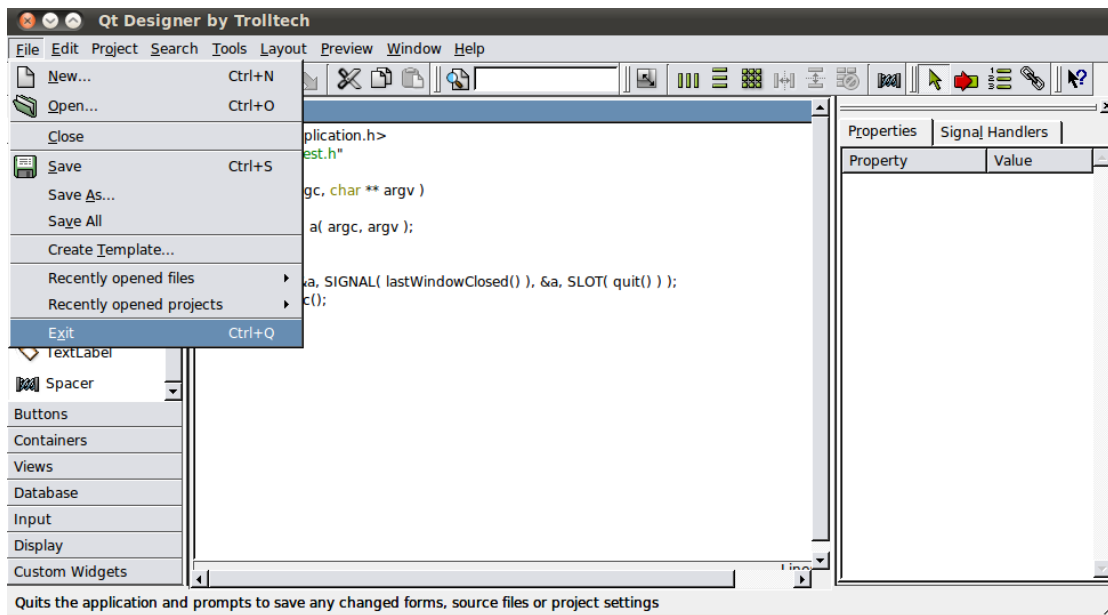 Qt Designer by Trolltech
File Edit Project Search Tools Layout Preview Window Help
New... Ctrl+N
Open... Ctrl+O
Close
Save Ctrl+S
Save As...
Save All
Create Template...
Recently opened files
Recently opened projects
Exit Ctrl+Q
TextLabel
Spacer
Buttons
Containers
Views
Database
Input
Display
Custom Widgets
plication.h>
est.h"
gc, char ** argv )
a( argc, argv );
&a, SIGNAL( lastWindowClosed() ), &a, SLOT( quit() ) );
c();
Properties Signal Handlers
Property Value
Quits the application and prompts to save any changed forms, source files or project settings